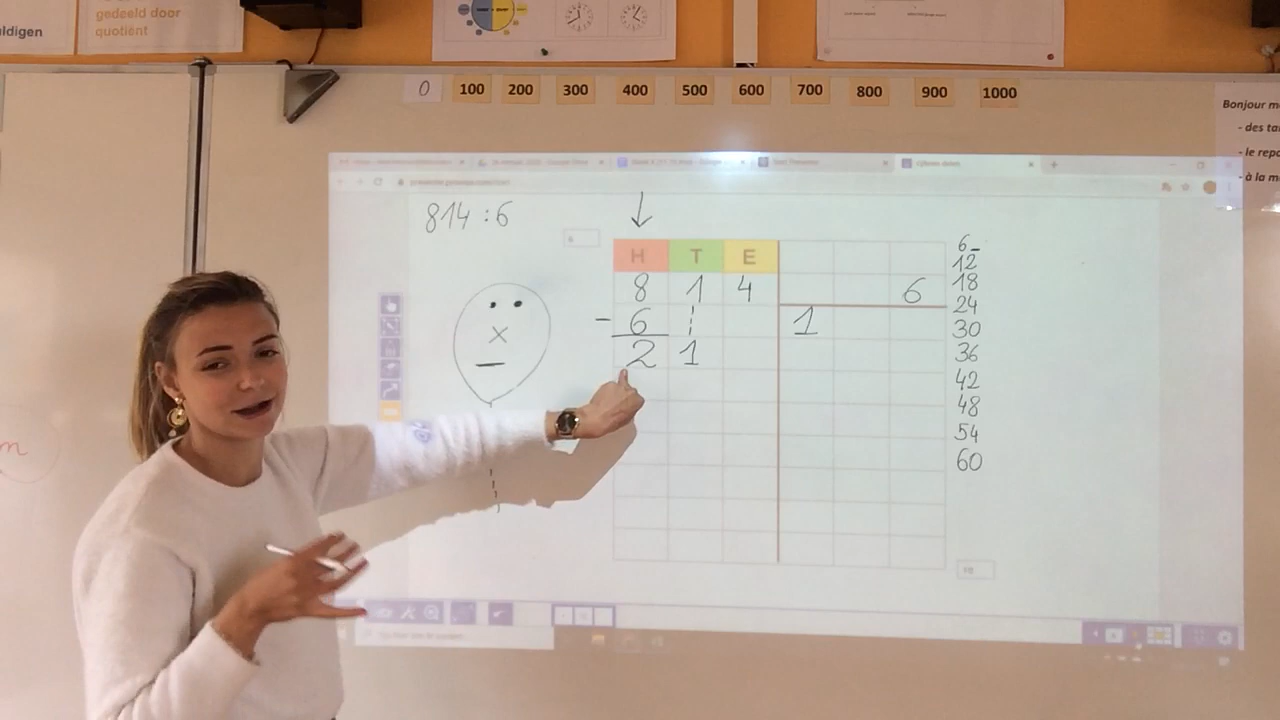 ldigen
gedeeld door
quotiënt
0 100 200 300 400 500 600 700 800 900 1000
Bonjour m
- des ta
- le rep
- à la m
814 : 6
H T E
8 1 4 6
- 6 1
2 1
6
12
18
24
30
36
42
48
54
60
m